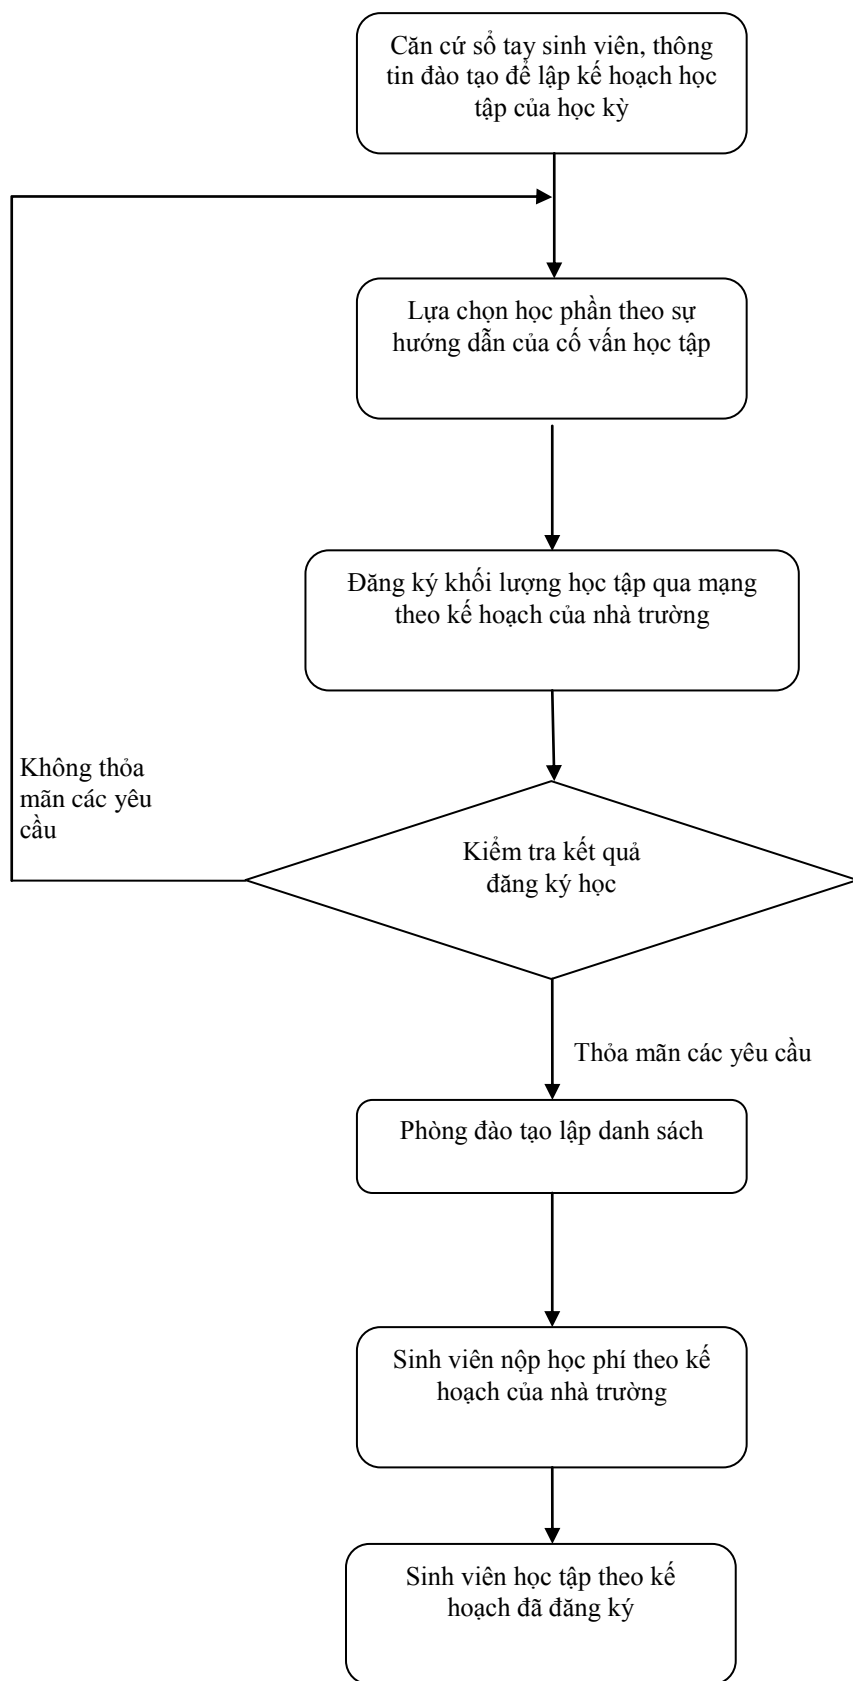 Căn cứ sổ tay sinh viên, thông
tin đào tạo để lập kế hoạch học
tập của học kỳ
Lựa chọn học phần theo sự
hướng dẫn của cố vấn học tập
Đăng ký khối lượng học tập qua mạng
theo kế hoạch của nhà trường
Không thỏa
mãn các yêu
cầu
Kiểm tra kết quả
đăng ký học
Thỏa mãn các yêu cầu
Phòng đào tạo lập danh sách
Sinh viên nộp học phí theo kế
hoạch của nhà trường
Sinh viên học tập theo kế
hoạch đã đăng ký